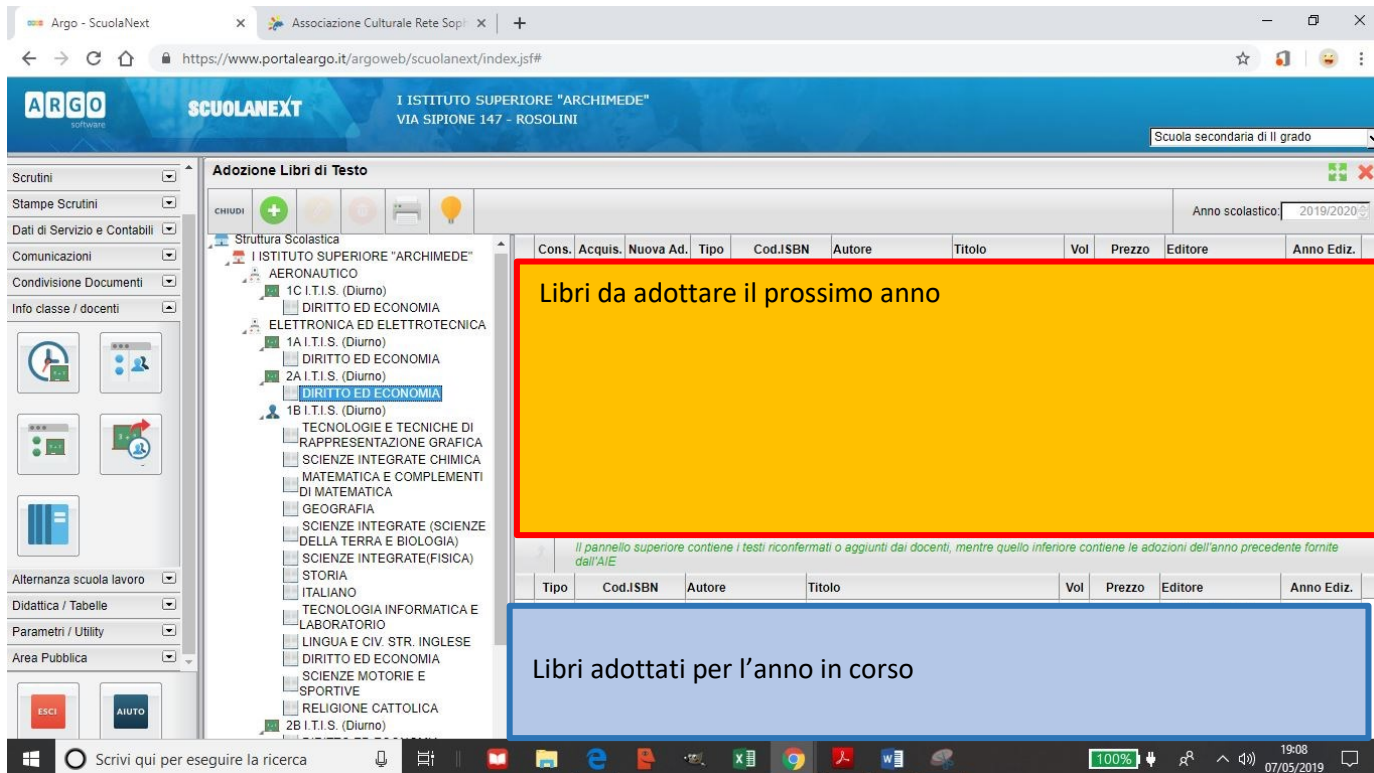 Argo - ScuolaNext
Associazione Culturale Rete Soph
https://www.portaleargo.it/argoweb/scuolanext/index.jsf#
ARGO
software
SCUOLANEXT
I ISTITUTO SUPERIORE "ARCHIMEDE"
VIA SIPIONE 147 - ROSOLINI
Scuola secondaria di II grado
Scrutini
Stampe Scrutini
Dati di Servizio e Contabili
Comunicazioni
Condivisione Documenti
Info classe / docenti
Alternanza scuola lavoro
Didattica / Tabelle
Parametri / Utility
Area Pubblica
ESCI
AIUTO
Adozione Libri di Testo
CHIUDI
Anno scolastico: 2019/2020
Struttura Scolastica
I ISTITUTO SUPERIORE "ARCHIMEDE"
AERONAUTICO
1C I.T.I.S. (Diurno)
DIRITTO ED ECONOMIA
ELETTRONICA ED ELETTROTECNICA
1A I.T.I.S. (Diurno)
DIRITTO ED ECONOMIA
2A I.T.I.S. (Diurno)
DIRITTO ED ECONOMIA
1B I.T.I.S. (Diurno)
TECNOLOGIE E TECNICHE DI
RAPPRESENTAZIONE GRAFICA
SCIENZE INTEGRATE CHIMICA
MATEMATICA E COMPLEMENTI
DI MATEMATICA
GEOGRAFIA
SCIENZE INTEGRATE (SCIENZE
DELLA TERRA E BIOLOGIA)
SCIENZE INTEGRATE(FISICA)
STORIA
ITALIANO
TECNOLOGIA INFORMATICA E
LABORATORIO
LINGUA E CIV. STR. INGLESE
DIRITTO ED ECONOMIA
SCIENZE MOTORIE E
SPORTIVE
RELIGIONE CATTOLICA
2B I.T.I.S. (Diurno)
Cons. Acquis. Nuova Ad. Tipo Cod.ISBN Autore Titolo Vol Prezzo Editore Anno Ediz.
Libri da adottare il prossimo anno
Il pannello superiore contiene i testi riconfermati o aggiunti dai docenti, mentre quello inferiore contiene le adozioni dell'anno precedente fornite
dall'AIE
Tipo Cod.ISBN Autore Titolo Vol Prezzo Editore Anno Ediz.
Libri adottati per l'anno in corso
Scrivi qui per eseguire la ricerca
100%
19:08
07/05/2019